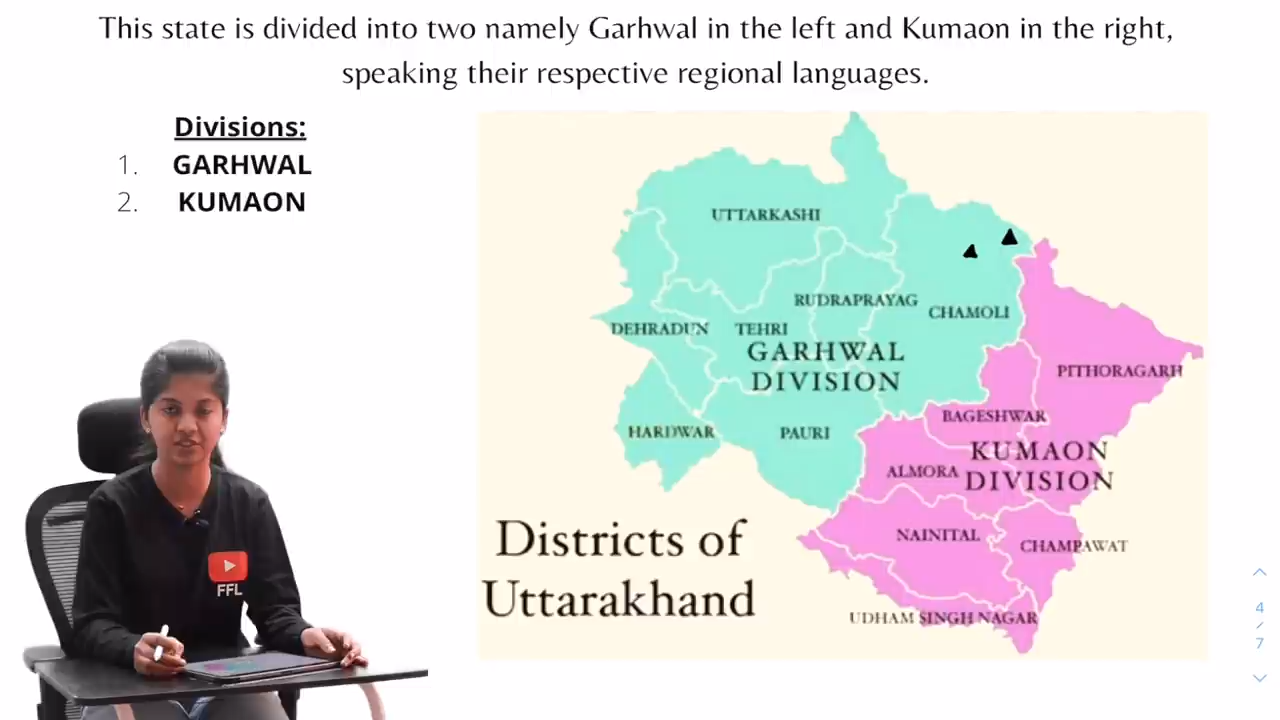 This state is divided into two namely Garhwal in the left and Kumaon in the right,
speaking their respective regional languages.
Divisions:
1. GARHWAL
2. KUMAON
UTTARKASHI
RUDRAPRAYAG
CHAMOLI
DEHRADUN
TEHRI
GARHWAL
DIVISION
PITHORAGARH
HARDWAR
PAURI
BAGESHWAR
KUMAON
DIVISION
ALMORA
NAINITAL
CHAMPAWAT
UDHAM SINGH NAGAR
Districts of
Uttarakhand
FFL
4
/
7